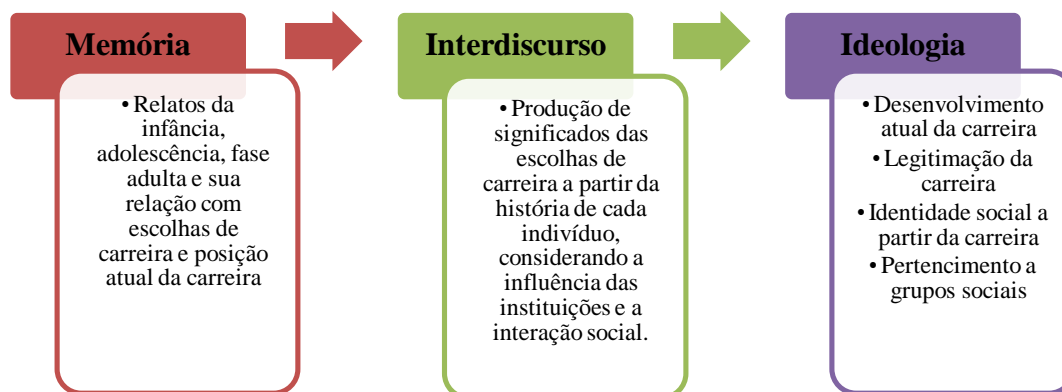 Memória
• Relatos da
infância,
adolescência, fase
adulta e sua
relação com
escolhas de
carreira e posição
atual da carreira
Interdiscurso
• Produção de
significados das
escolhas de
carreira a partir da
história de cada
indivíduo,
considerando a
influência das
instituições e a
interação social.
Ideologia
• Desenvolvimento
atual da carreira
• Legitimação da
carreira
• Identidade social a
partir da carreira
• Pertencimento a
grupos sociais